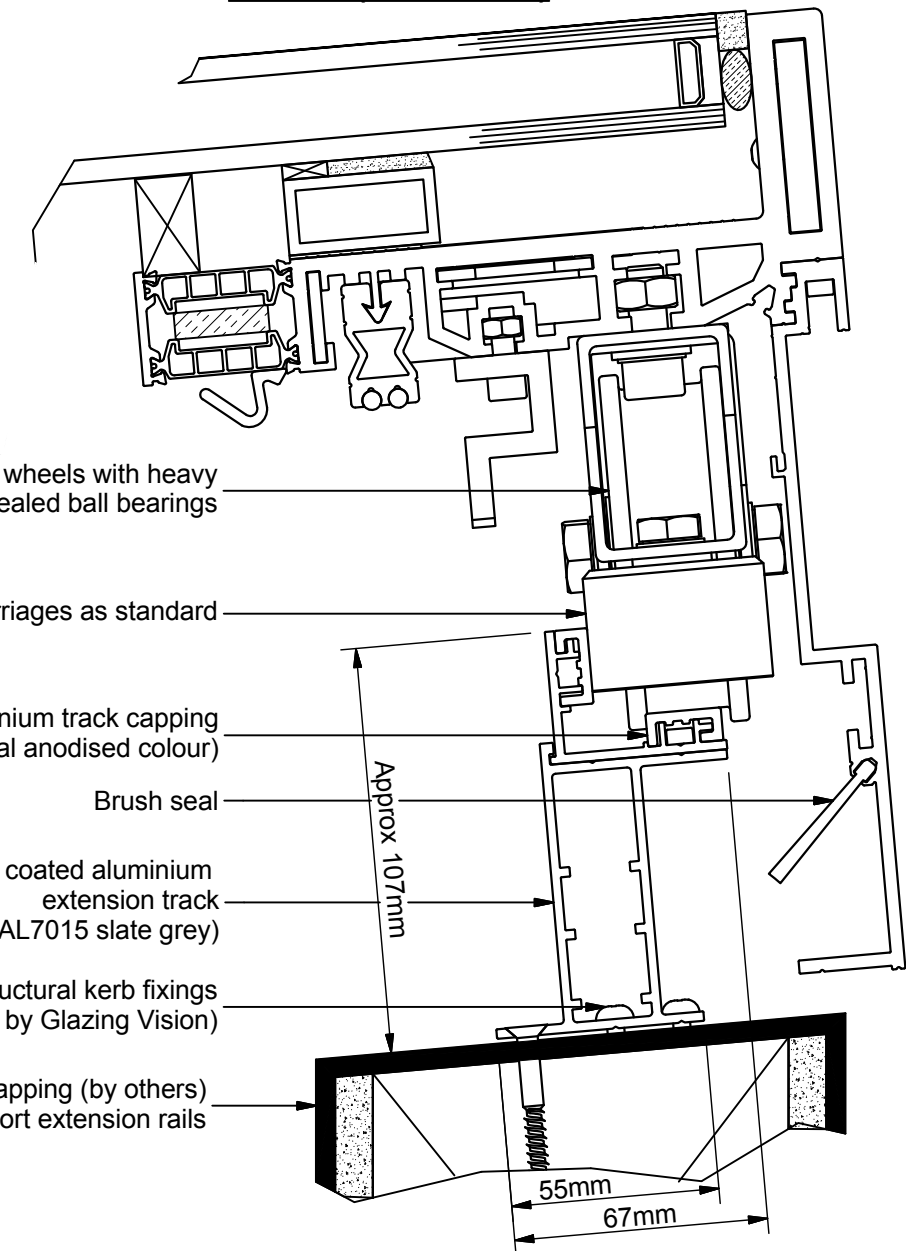 wheels with heavy
ealed ball bearings
rriages as standard
nium track capping
al anodised colour)
Brush seal
coated aluminium
extension track
AL7015 slate grey)
uctural kerb fixings
by Glazing Vision)
apping (by others)
ort extension rails
Approx 107mm
55mm
67mm